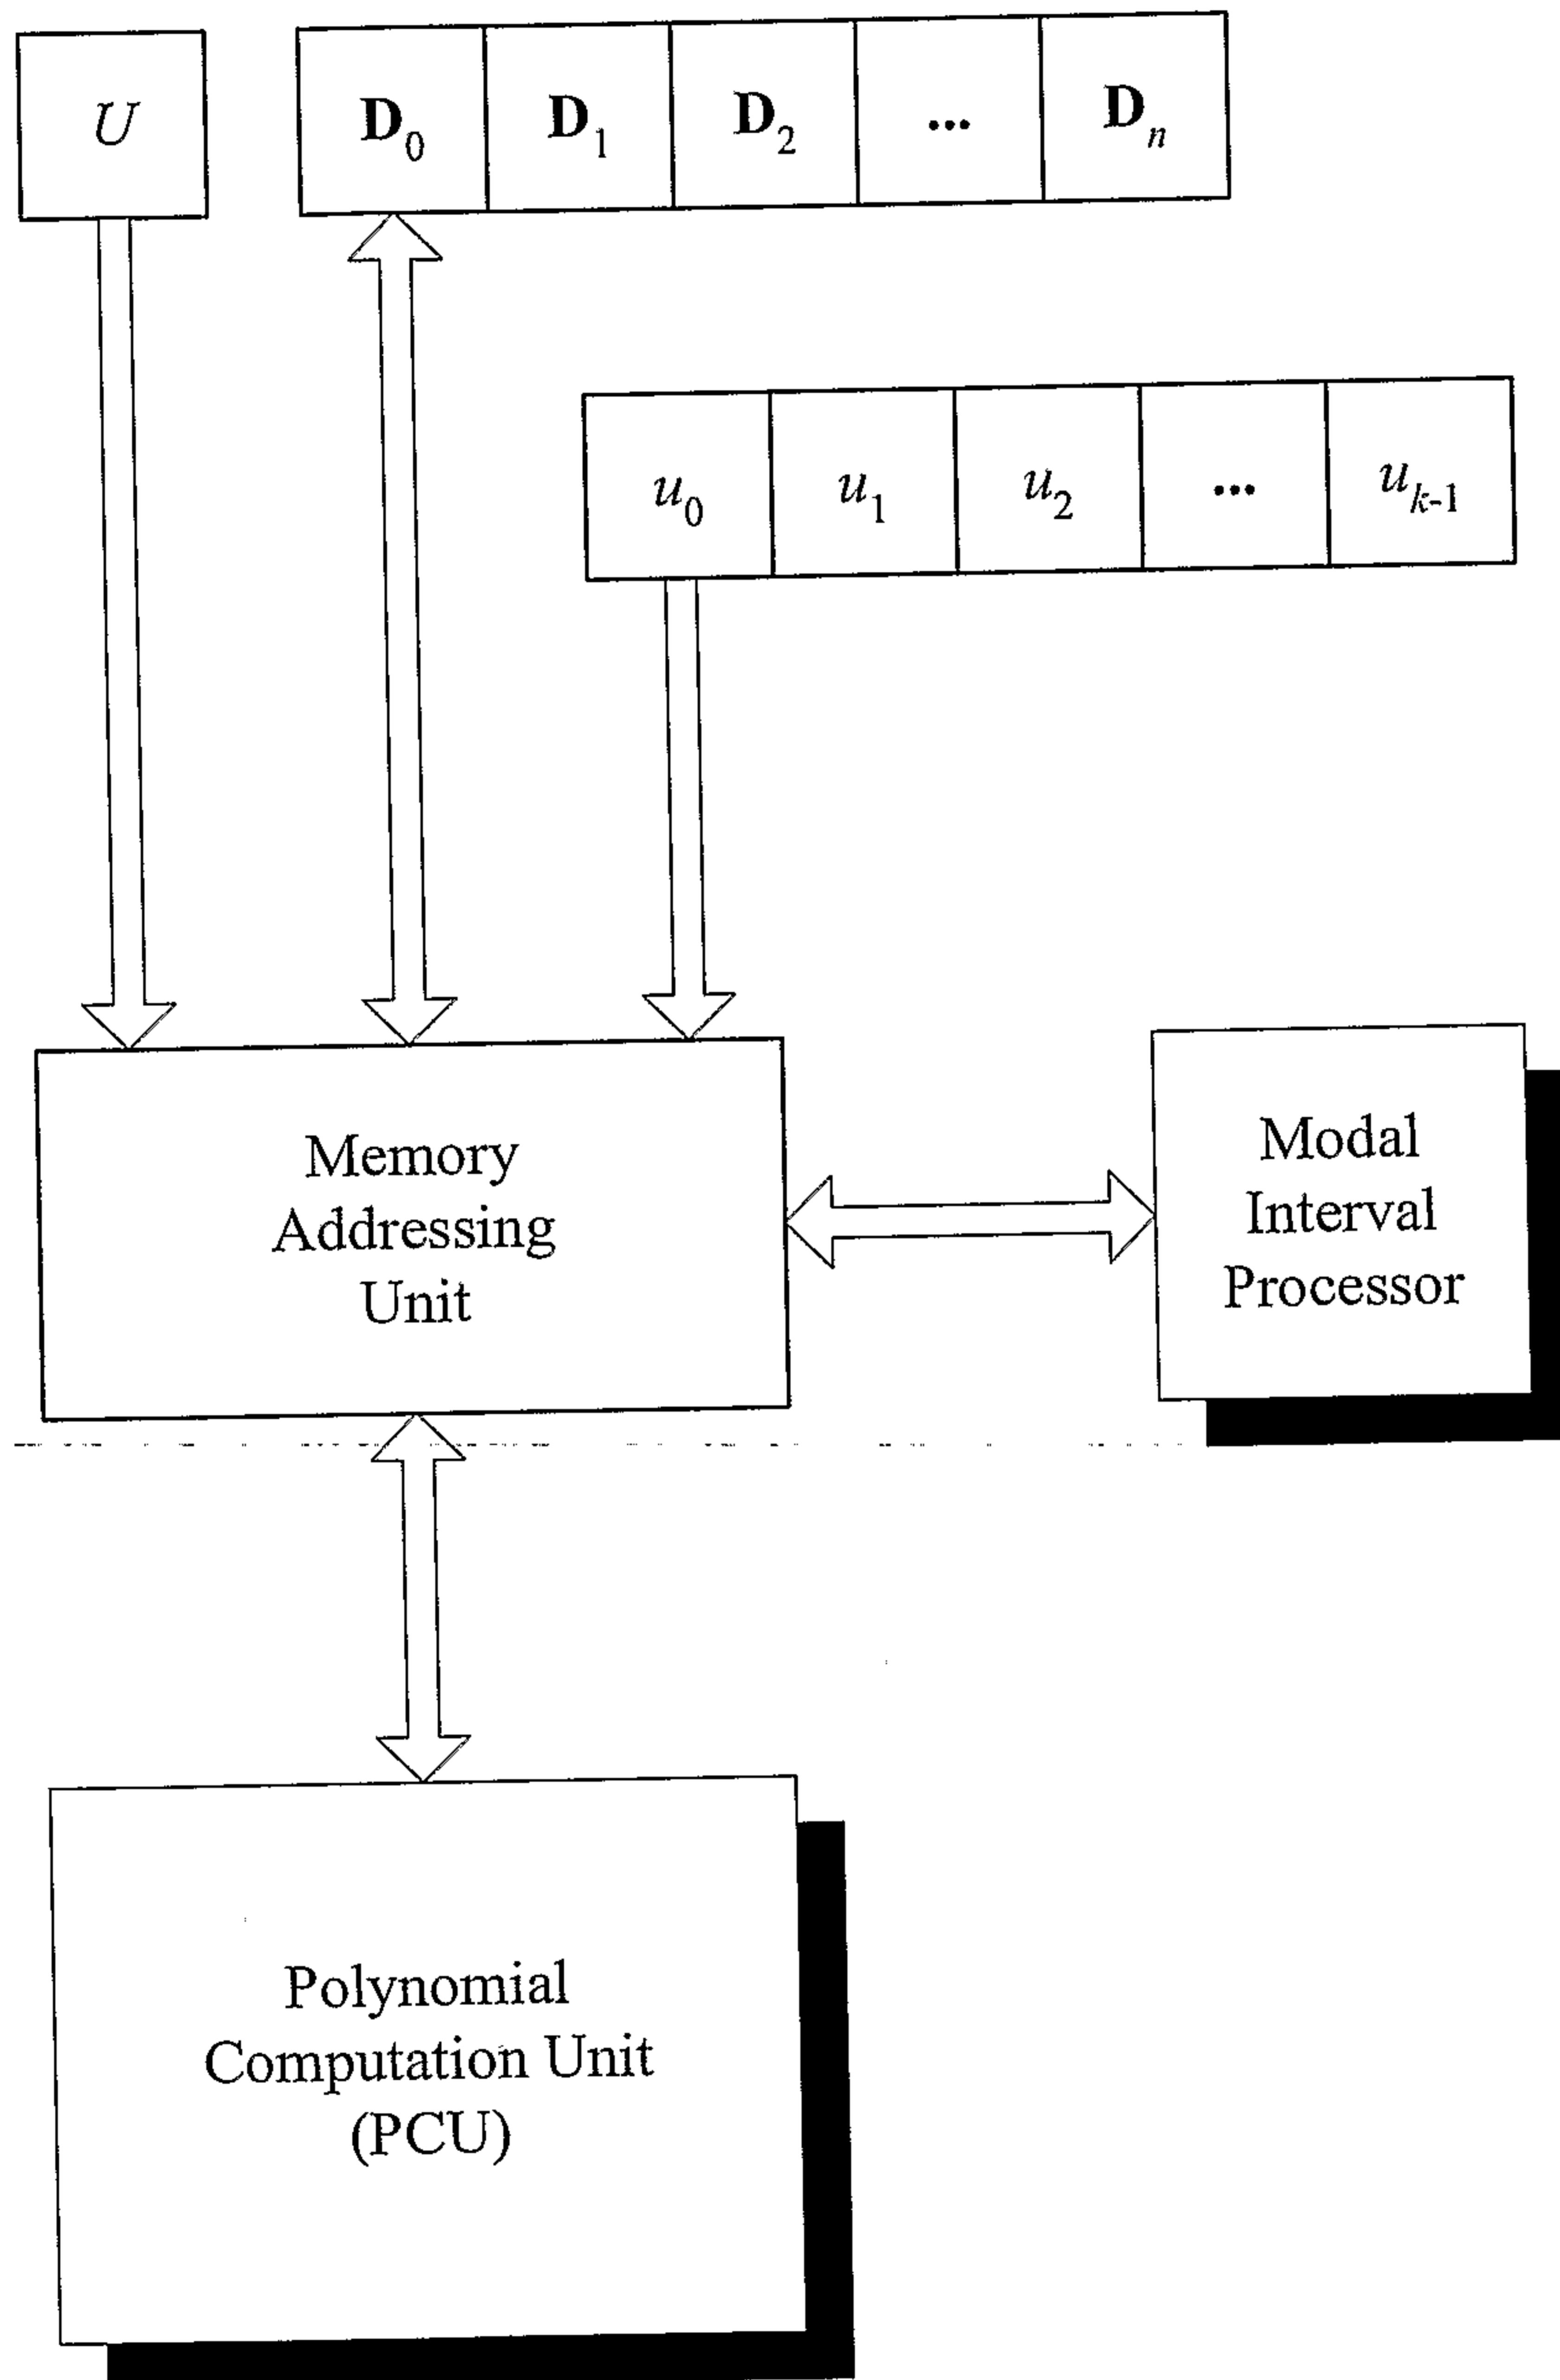 U
D₀ D₁ D₂ ... Dₙ
u₀ u₁ u₂ ... uₖ₋₁
Memory
Addressing
Unit
Modal
Interval
Processor
Polynomial
Computation Unit
(PCU)